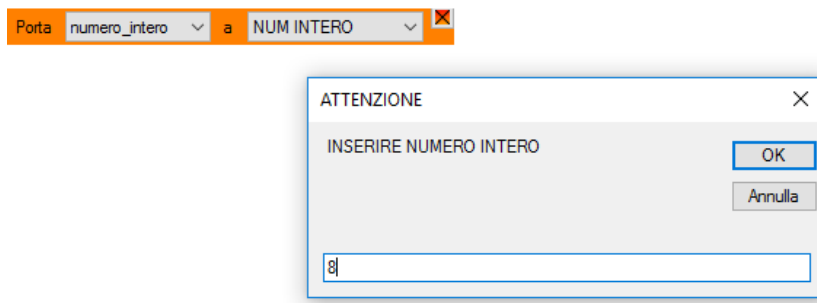 Porta numero_intero a NUM INTERO
ATTENZIONE
INSERIRE NUMERO INTERO
OK
Annulla
8